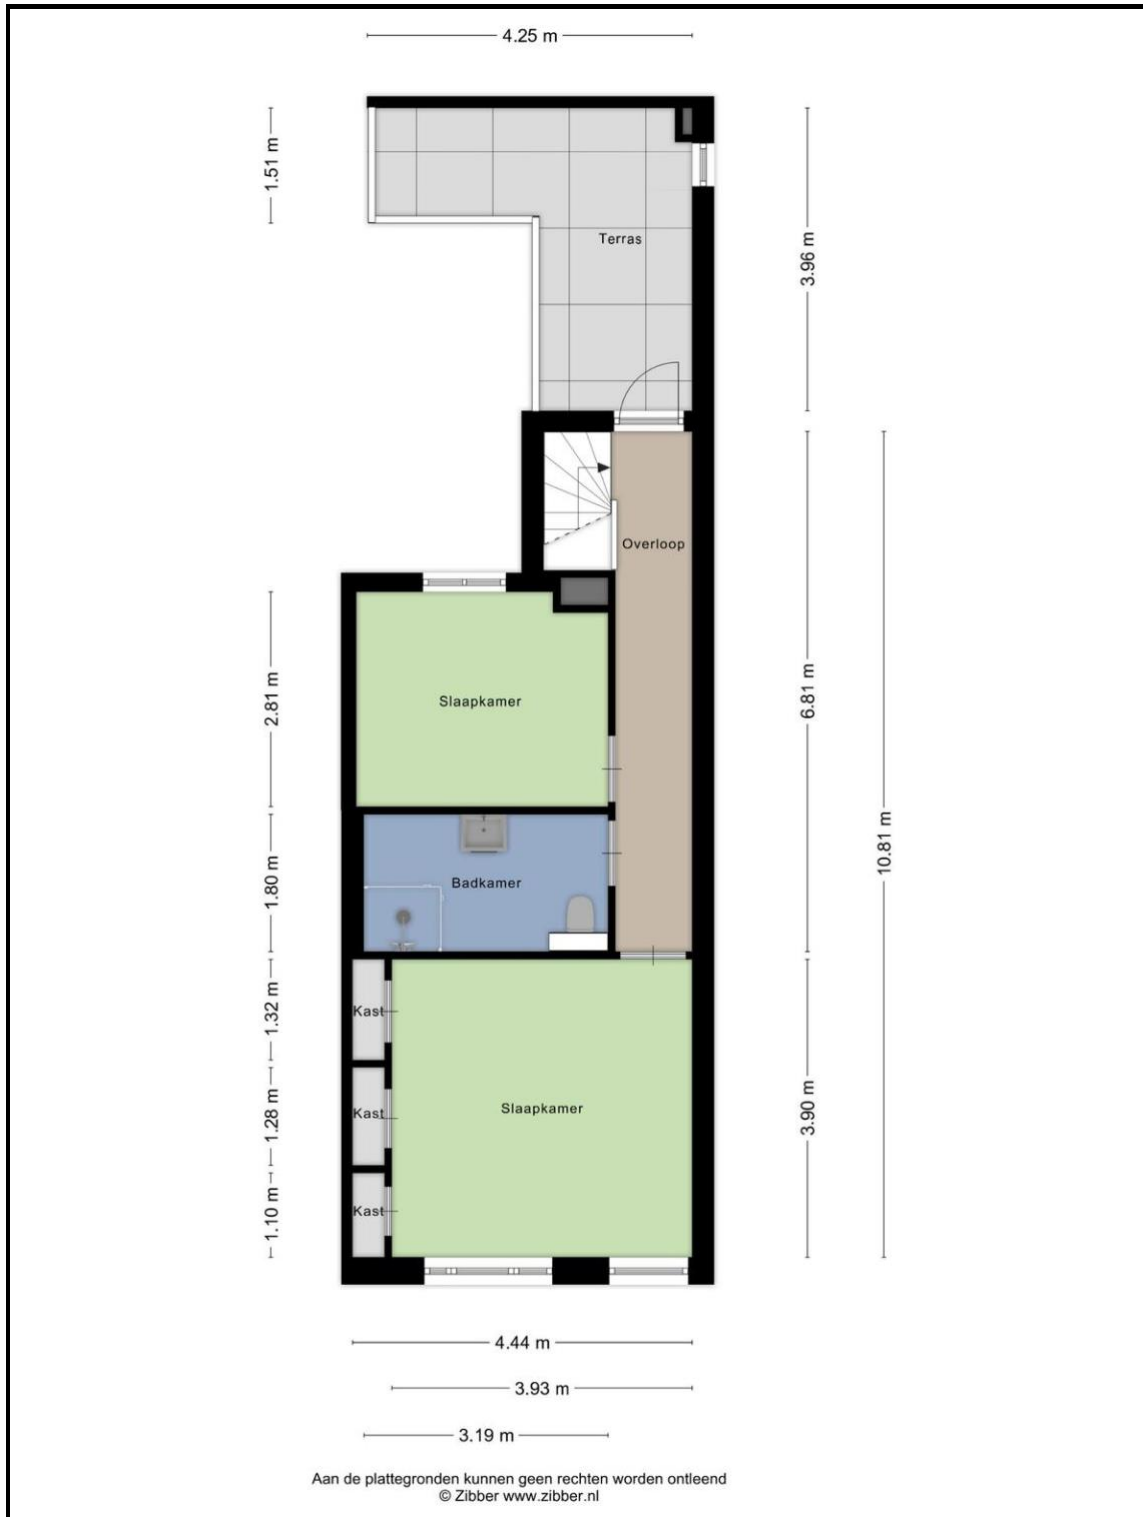 4.25 m
1.51 m
3.96 m
Terras
Overloop
2.81 m
Slaapkamer
6.81 m
10.81 m
1.80 m
Badkamer
1.32 m
Kast
1.28 m
Kast
Slaapkamer
3.90 m
1.10 m
Kast
4.44 m
3.93 m
3.19 m
Aan de plattegronden kunnen geen rechten worden ontleend
© Zibber www.zibber.nl